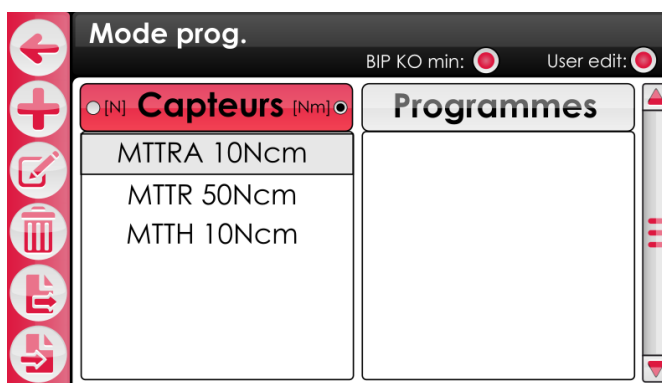 Mode prog.
BIP KO min: User edit:
[N] Capteurs [Nm] Programmes
MTTRA 10Ncm
MTTR 50Ncm
MTTH 10Ncm